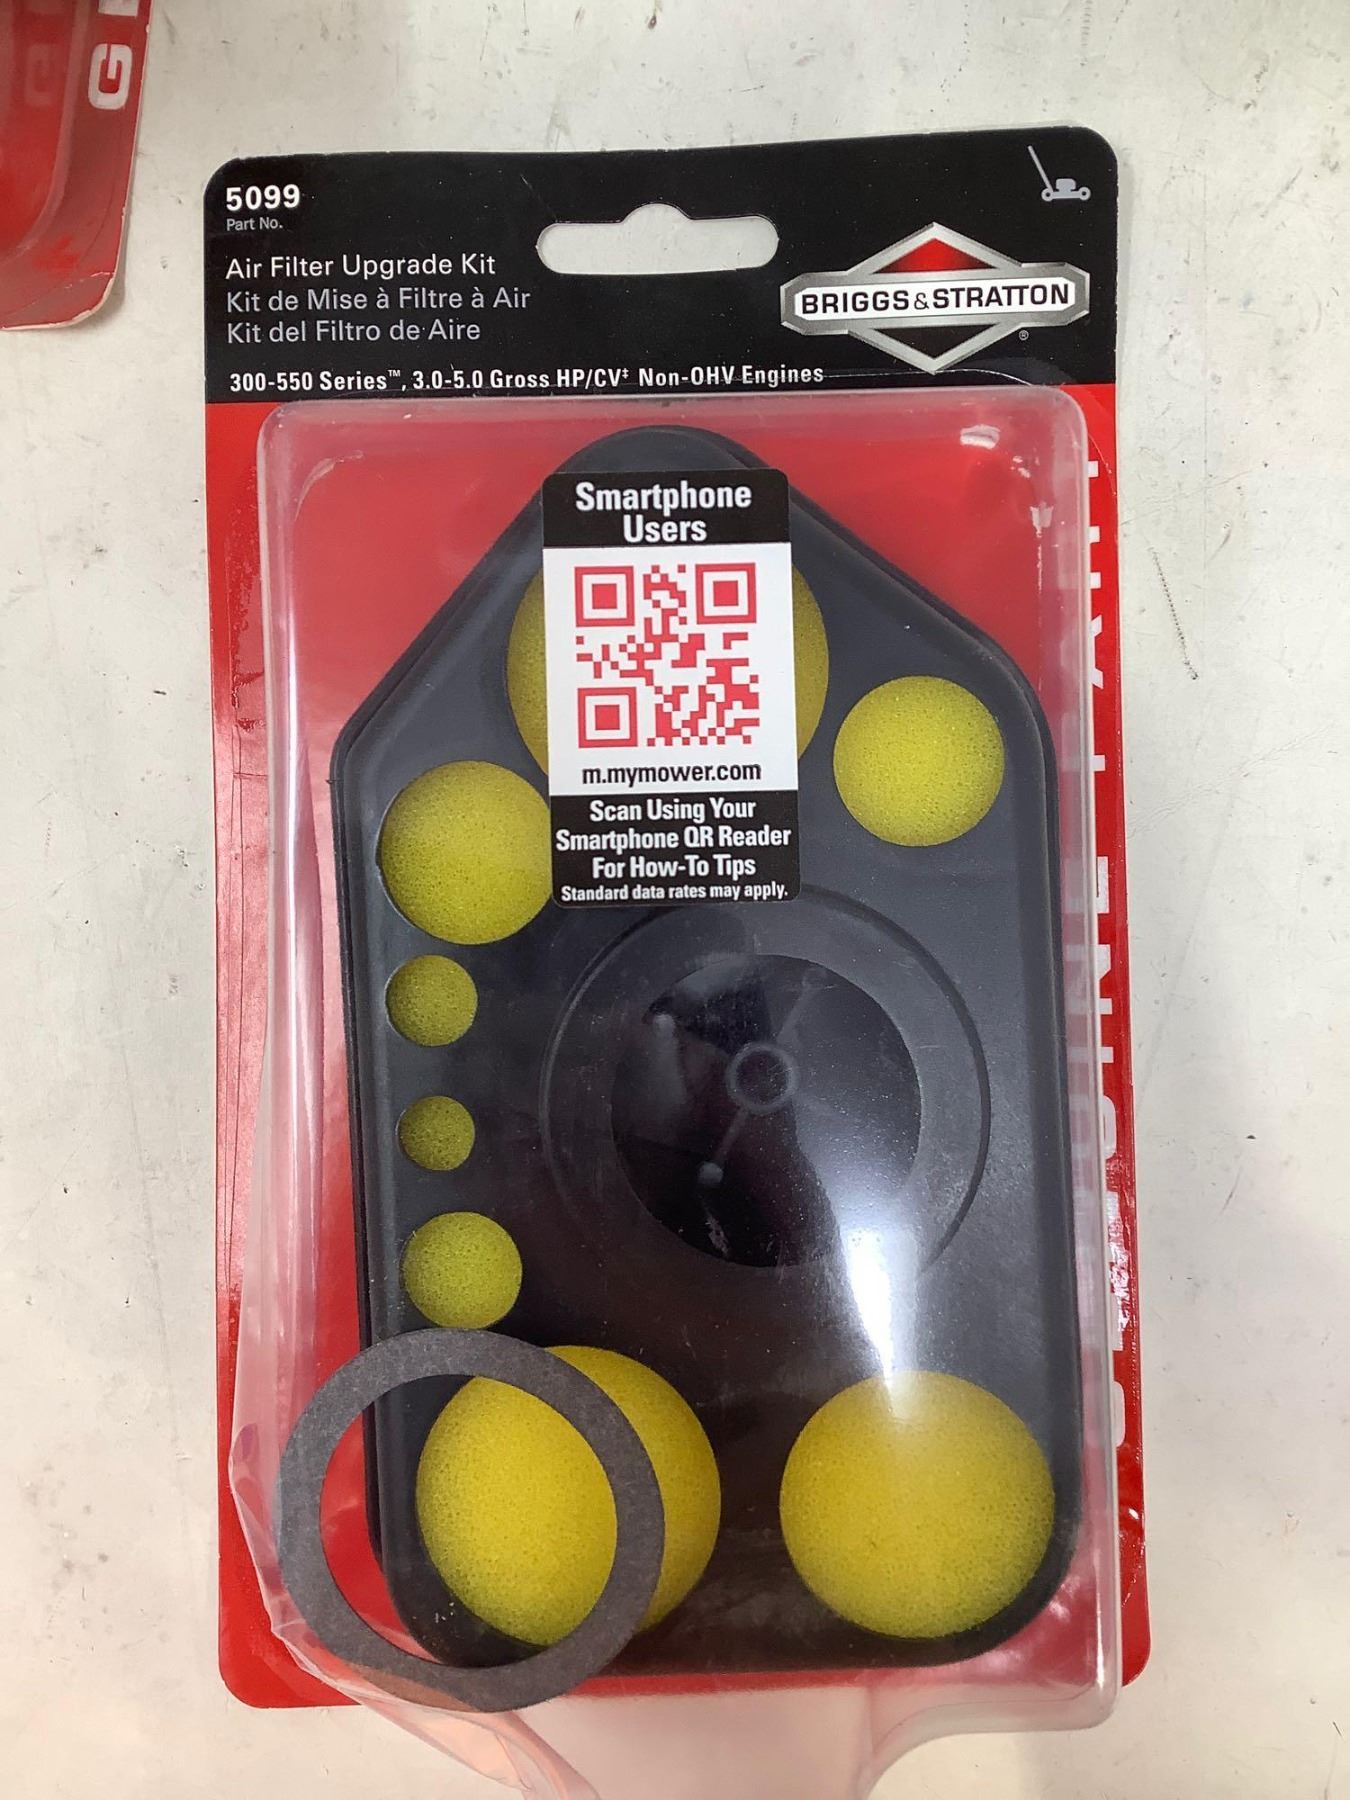 5099
Part No.
Air Filter Upgrade Kit
Kit de Mise à Filtre à Air
Kit del Filtro de Aire
300-550 Series™, 3.0-5.0 Gross HP/CV‡ Non-OHV Engines
BRIGGS&STRATTON
®
Smartphone
Users
m.mymower.com
Scan Using Your
Smartphone QR Reader
For How-To Tips
Standard data rates may apply.
G